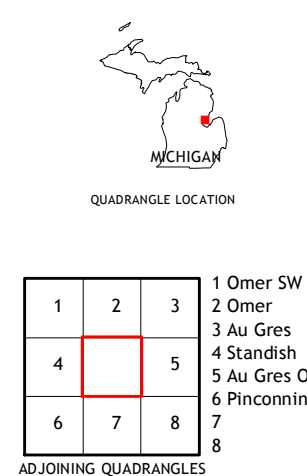 MICHIGAN
QUADRANGLE LOCATION
1 2 3
4 5
6 7 8
1 Omer SW
2 Omer
3 Au Gres
4 Standish
5 Au Gres O
6 Pinconnin
7
8
ADJOINING QUADRANGLES